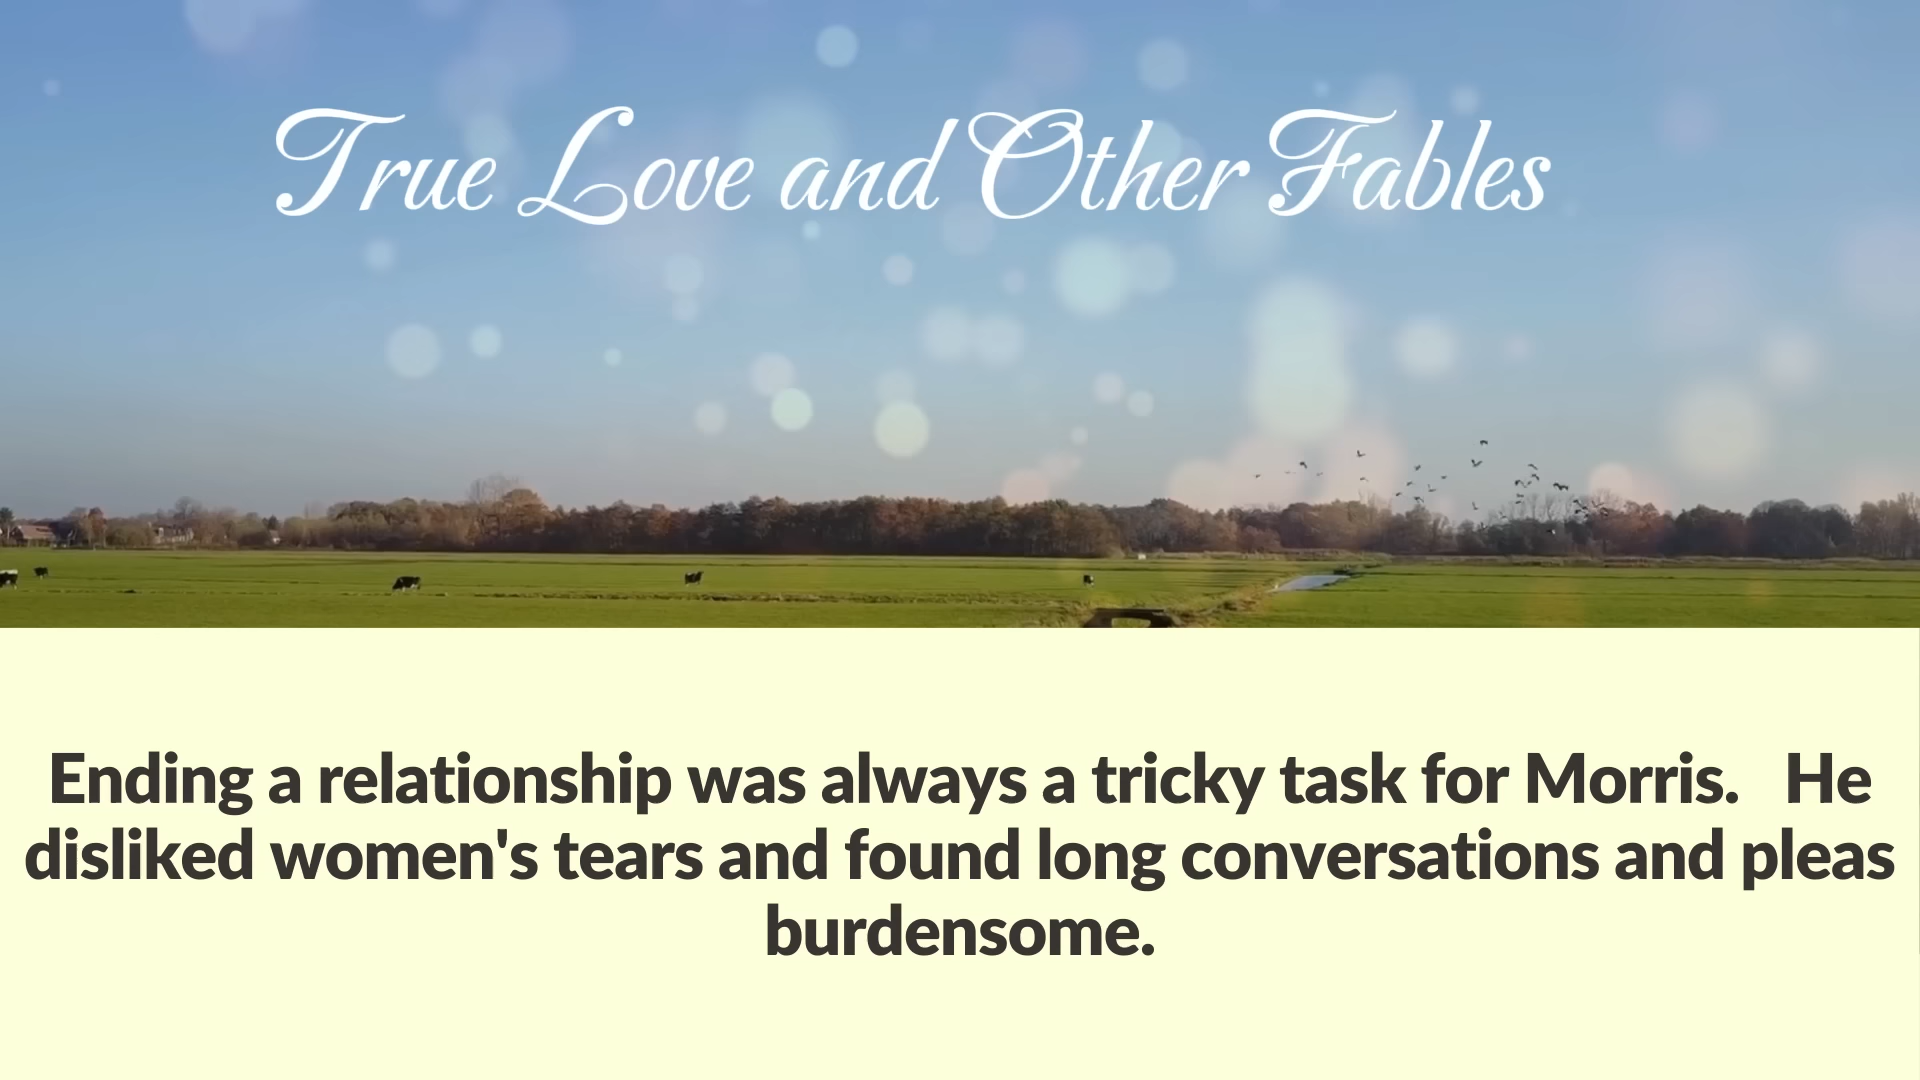 True Love and Other Fables
Ending a relationship was always a tricky task for Morris.   He
disliked women's tears and found long conversations and pleas
burdensome.